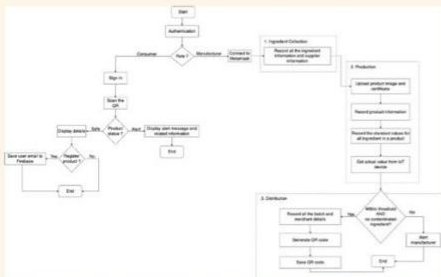 Start
Authentication
Consumer
Role ?
Manufacturer
Connect to
Metamask
1. Ingredient Collection
Record all the ingredient
information and supplier
information
Sign in
Scan the
QR
Product
status ?
Safe
Alert
Display details
Display alert message and
related information
End
Register
product ?
Yes
No
Save user email to
Firebase
End
2. Production
Upload product image and
certificate
Record product information
Record the standard values for
all ingredient in a product
Get actual value from IoT
device
3. Distribution
Within threshold
and
no contaminated
ingredient?
Yes
No
Record all the batch and
merchant details
Alert
manufacturer
Generate QR code
Save QR code
End